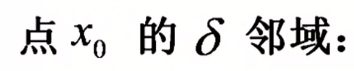 点 x₀ 的 δ 邻域：